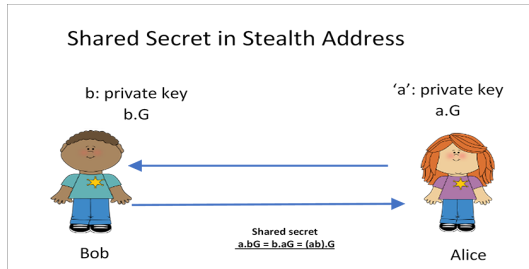 Shared Secret in Stealth Address
b: private key
b.G
'a': private key
a.G
Shared secret
a.bG = b.aG = (ab).G
Bob
Alice